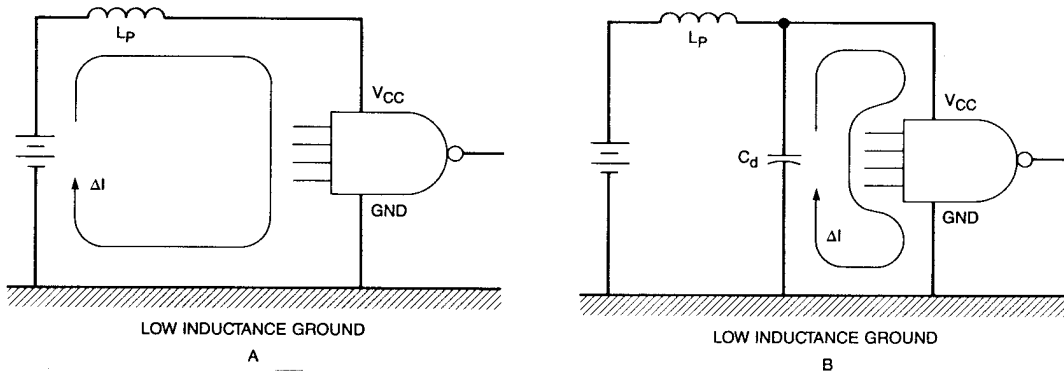 LP
VCC
ΔI
GND
LOW INDUCTANCE GROUND
A
LP
VCC
Cd
GND
ΔI
LOW INDUCTANCE GROUND
B